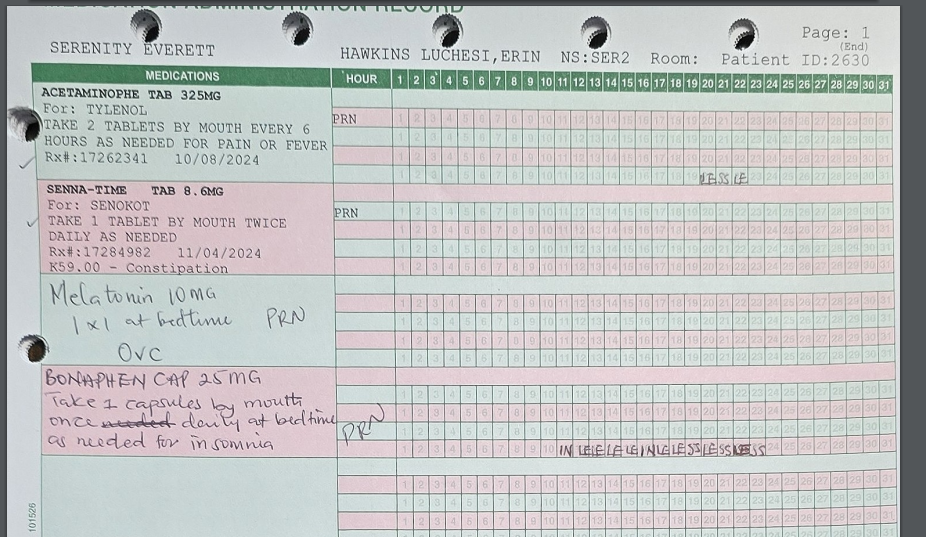 MEDICATION ADMINISTRATION RECORD
Page: 1
(End)
SERENITY EVERETT HAWKINS LUCHESI,ERIN NS:SER2 Room: Patient ID:2630
MEDICATIONS HOUR 1 2 3 4 5 6 7 8 9 10 11 12 13 14 15 16 17 18 19 20 21 22 23 24 25 26 27 28 29 30 31
ACETAMINOPHE TAB 325MG
For: TYLENOL
TAKE 2 TABLETS BY MOUTH EVERY 6
HOURS AS NEEDED FOR PAIN OR FEVER
Rx#:17262341 10/08/2024
PRN
LE SS LE
SENNA-TIME TAB 8.6MG
For: SENOKOT
TAKE 1 TABLET BY MOUTH TWICE
DAILY AS NEEDED
Rx#:17284982 11/04/2024
K59.00 - Constipation
PRN
Melatonin 10MG
1x1 at bedtime PRN
OVC
BONAPHEN CAP 25MG
Take 1 capsules by mouth
once needed daily at bedtime
as needed for insomnia
PRN
IN LE LE LE LE IN LE LE SS LE SS
101526